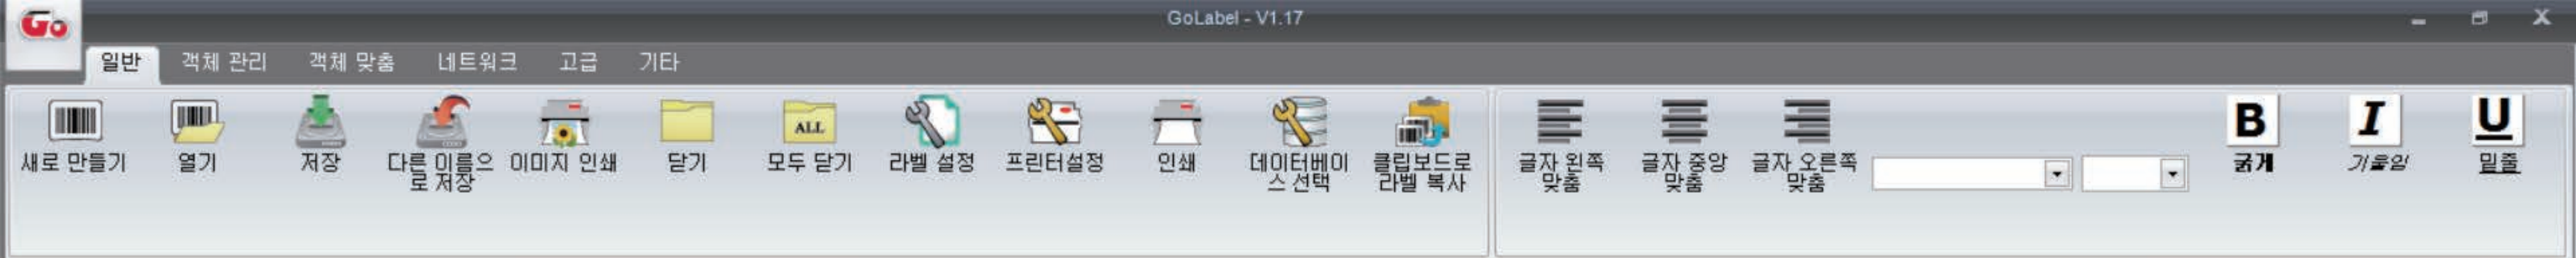 GoLabel - V1.17
Go
일반 객체 관리 객체 맞춤 네트워크 고급 기타
ALL
B I U
새로 만들기 열기 저장 다른 이름으로 저장 이미지 인쇄 닫기 모두 닫기 라벨 설정 프린터설정 인쇄 데이터베이스 선택 클립보드로 라벨 복사 글자 왼쪽 맞춤 글자 중앙 맞춤 글자 오른쪽 맞춤 굵게 기울임 밑줄